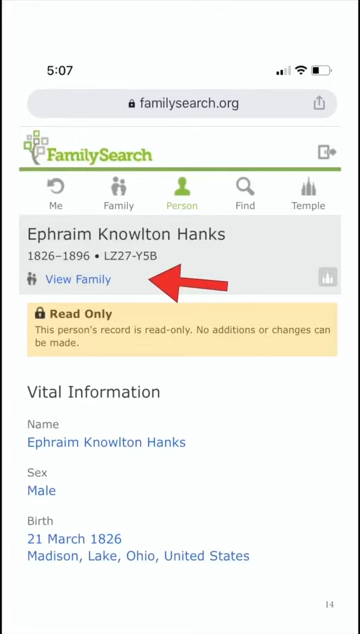 5:07
familysearch.org
FamilySearch
Me Family Person Find Temple
Ephraim Knowlton Hanks
1826–1896 • LZ27-Y5B
View Family
Read Only
This person's record is read-only. No additions or changes can
be made.
Vital Information
Name
Ephraim Knowlton Hanks
Sex
Male
Birth
21 March 1826
Madison, Lake, Ohio, United States
14